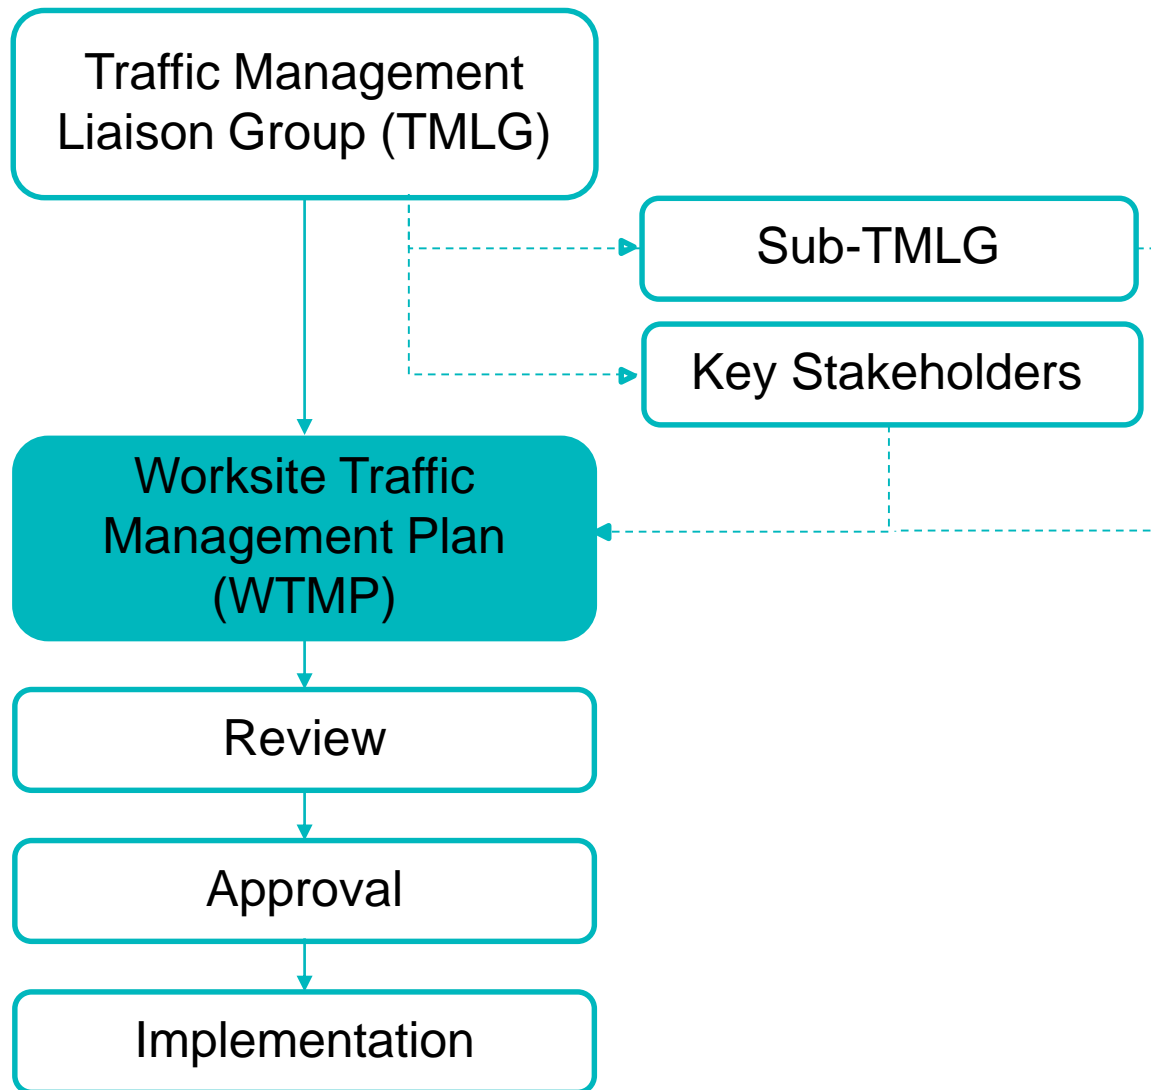 Traffic Management
Liaison Group (TMLG)
Sub-TMLG
Key Stakeholders
Worksite Traffic
Management Plan
(WTMP)
Review
Approval
Implementation